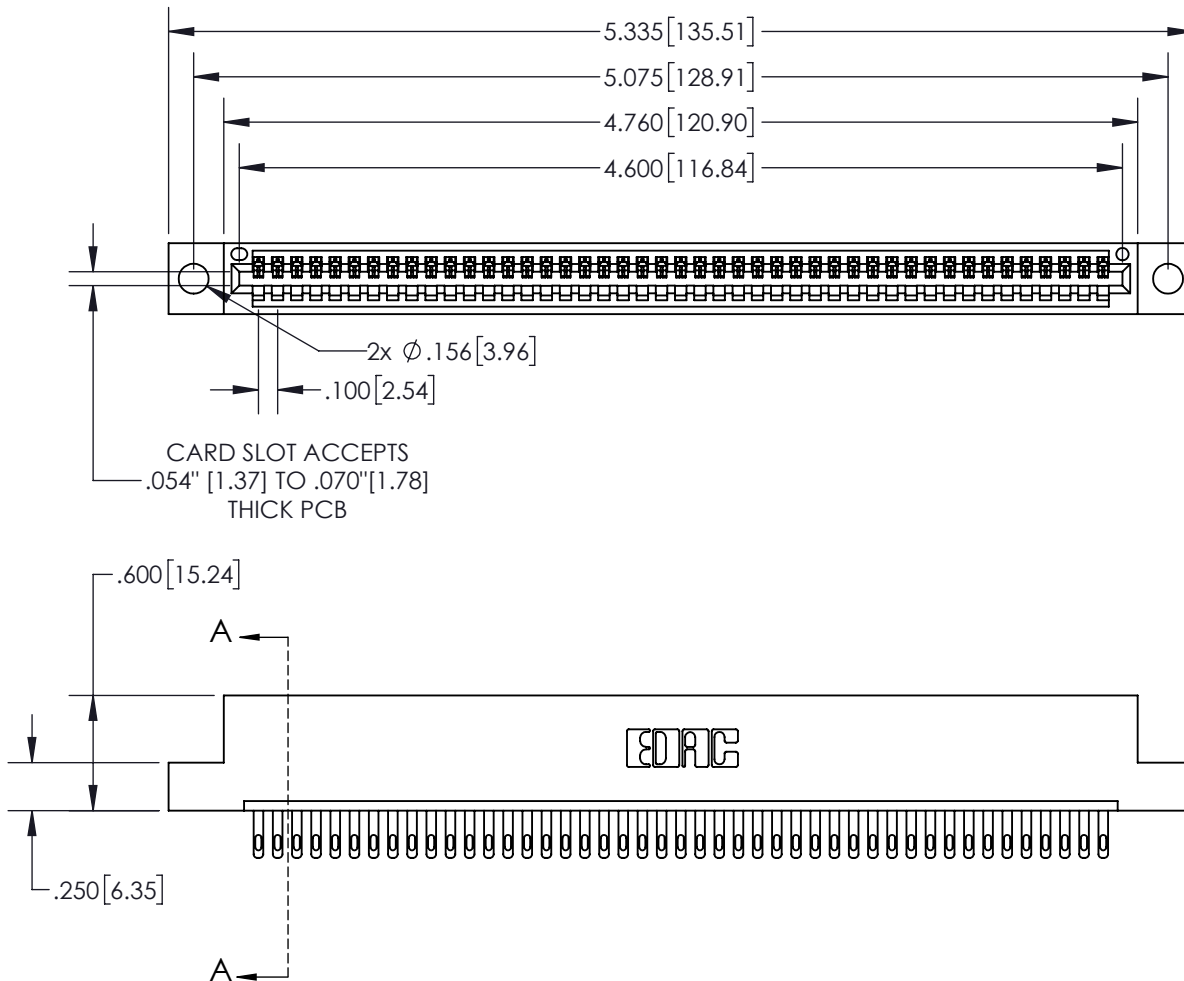 5.335[135.51]
5.075[128.91]
4.760[120.90]
4.600[116.84]
2x Ø.156[3.96]
.100[2.54]
CARD SLOT ACCEPTS
.054" [1.37] TO .070"[1.78]
THICK PCB
.600[15.24]
A
EDAC
.250[6.35]
A